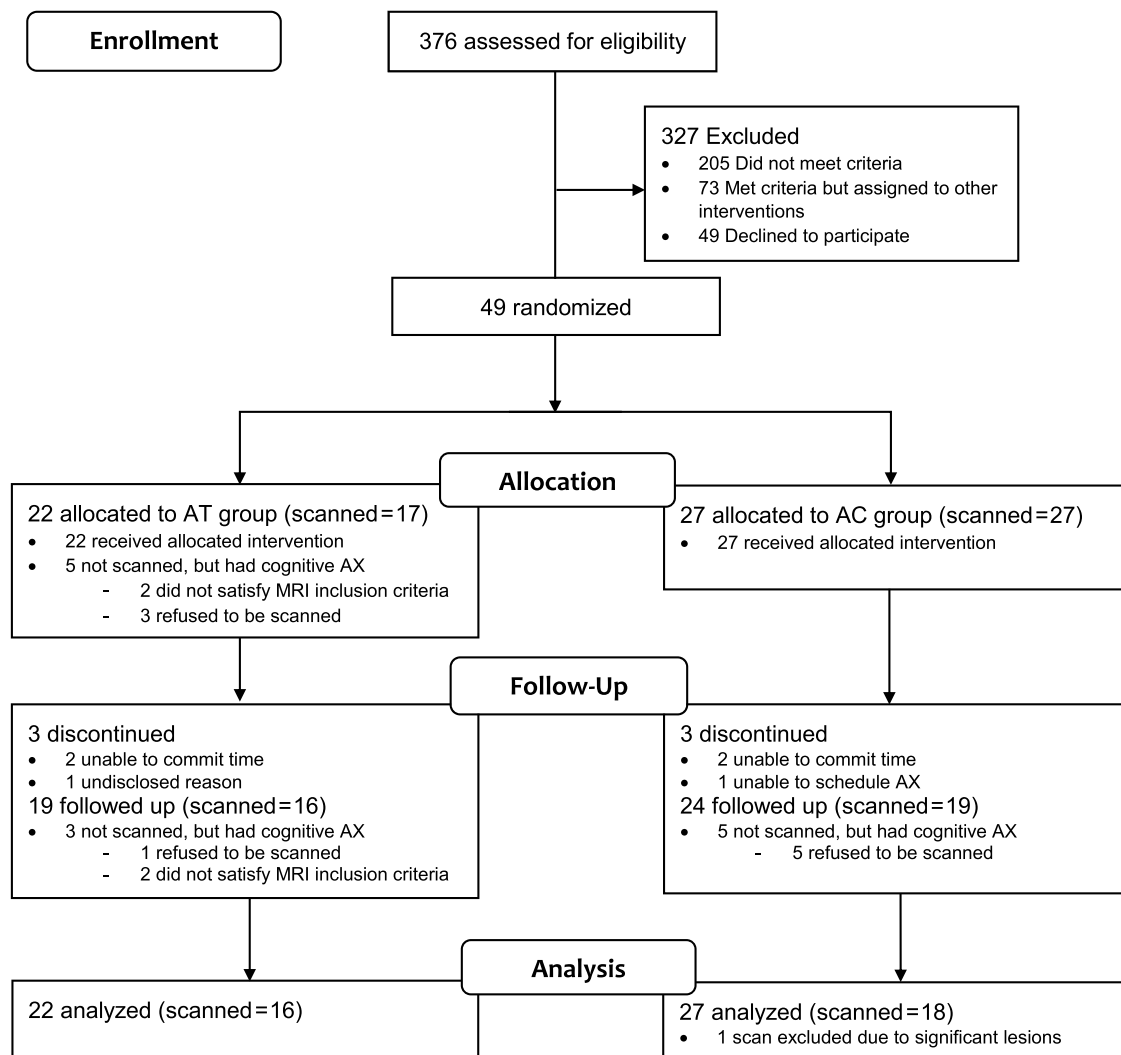 Enrollment
376 assessed for eligibility
327 Excluded
• 205 Did not meet criteria
• 73 Met criteria but assigned to other
interventions
• 49 Declined to participate
49 randomized
Allocation
22 allocated to AT group (scanned=17)
• 22 received allocated intervention
• 5 not scanned, but had cognitive AX
- 2 did not satisfy MRI inclusion criteria
- 3 refused to be scanned
27 allocated to AC group (scanned=27)
• 27 received allocated intervention
Follow-Up
3 discontinued
• 2 unable to commit time
• 1 undisclosed reason
19 followed up (scanned=16)
• 3 not scanned, but had cognitive AX
- 1 refused to be scanned
- 2 did not satisfy MRI inclusion criteria
3 discontinued
• 2 unable to commit time
• 1 unable to schedule AX
24 followed up (scanned=19)
• 5 not scanned, but had cognitive AX
- 5 refused to be scanned
Analysis
22 analyzed (scanned=16)
27 analyzed (scanned=18)
• 1 scan excluded due to significant lesions